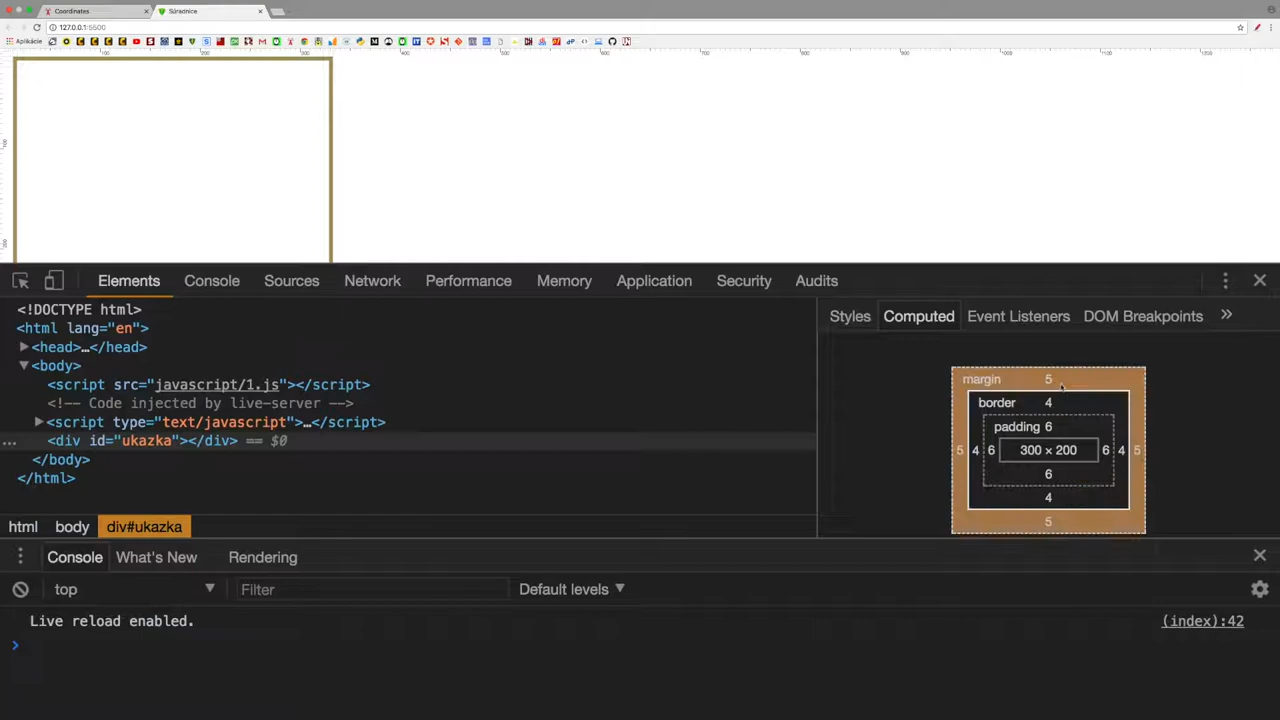 Coordinates
Súradnice
127.0.0.1:5500
Aplikácie
Elements Console Sources Network Performance Memory Application Security Audits
<!DOCTYPE html>
<html lang="en">
<head>…</head>
<body>
<script src="javascript/1.js"></script>
<!-- Code injected by live-server -->
<script type="text/javascript">…</script>
<div id="ukazka"></div> == $0
</body>
</html>
html body div#ukazka
Styles Computed Event Listeners DOM Breakpoints »
margin 5
border 4
padding 6
5 4 6 300 × 200 6 4 5
6
4
5
Console What's New Rendering
top Filter Default levels
Live reload enabled. (index):42